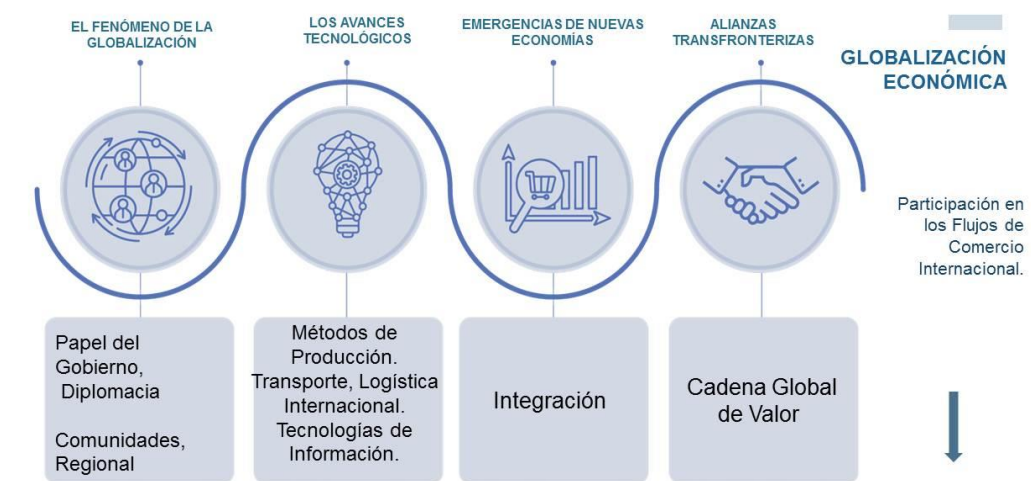 EL FENÓMENO DE LA
GLOBALIZACIÓN
LOS AVANCES
TECNOLÓGICOS
EMERGENCIAS DE NUEVAS
ECONOMÍAS
ALIANZAS
TRANSFRONTERIZAS
GLOBALIZACIÓN
ECONÓMICA
Participación en
los Flujos de
Comercio
Internacional.
Papel del
Gobierno,
Diplomacia
Comunidades,
Regional
Métodos de
Producción.
Transporte, Logística
Internacional.
Tecnologías de
Información.
Integración
Cadena Global
de Valor